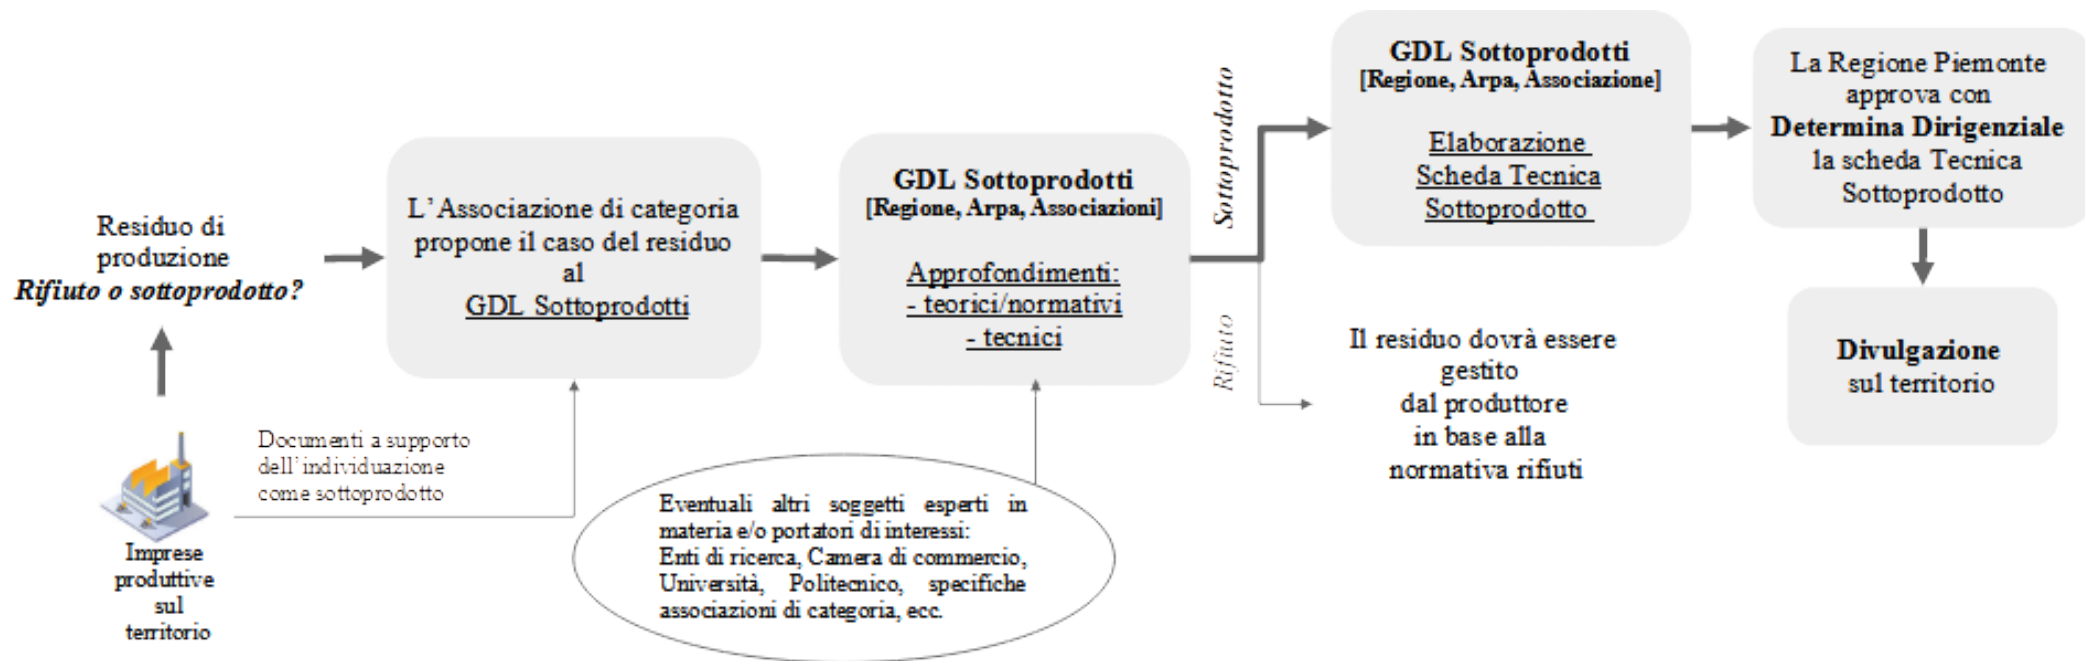 Residuo di
produzione
Rifiuto o sottoprodotto?
Imprese
produttive
sul
territorio
Documenti a supporto
dell'individuazione
come sottoprodotto
L'Associazione di categoria
propone il caso del residuo
al
GDL Sottoprodotti
GDL Sottoprodotti
[Regione, Arpa, Associazioni]
Approfondimenti:
- teorici/normativi
- tecnici
Eventuali altri soggetti esperti in
materia e/o portatori di interessi:
Enti di ricerca, Camera di commercio,
Università, Politecnico, specifiche
associazioni di categoria, ecc.
Sottoprodotto
Rifiuto
GDL Sottoprodotti
[Regione, Arpa, Associazione]
Elaborazione
Scheda Tecnica
Sottoprodotto
Il residuo dovrà essere
gestito
dal produttore
in base alla
normativa rifiuti
La Regione Piemonte
approva con
Determina Dirigenziale
la scheda Tecnica
Sottoprodotto
Divulgazione
sul territorio